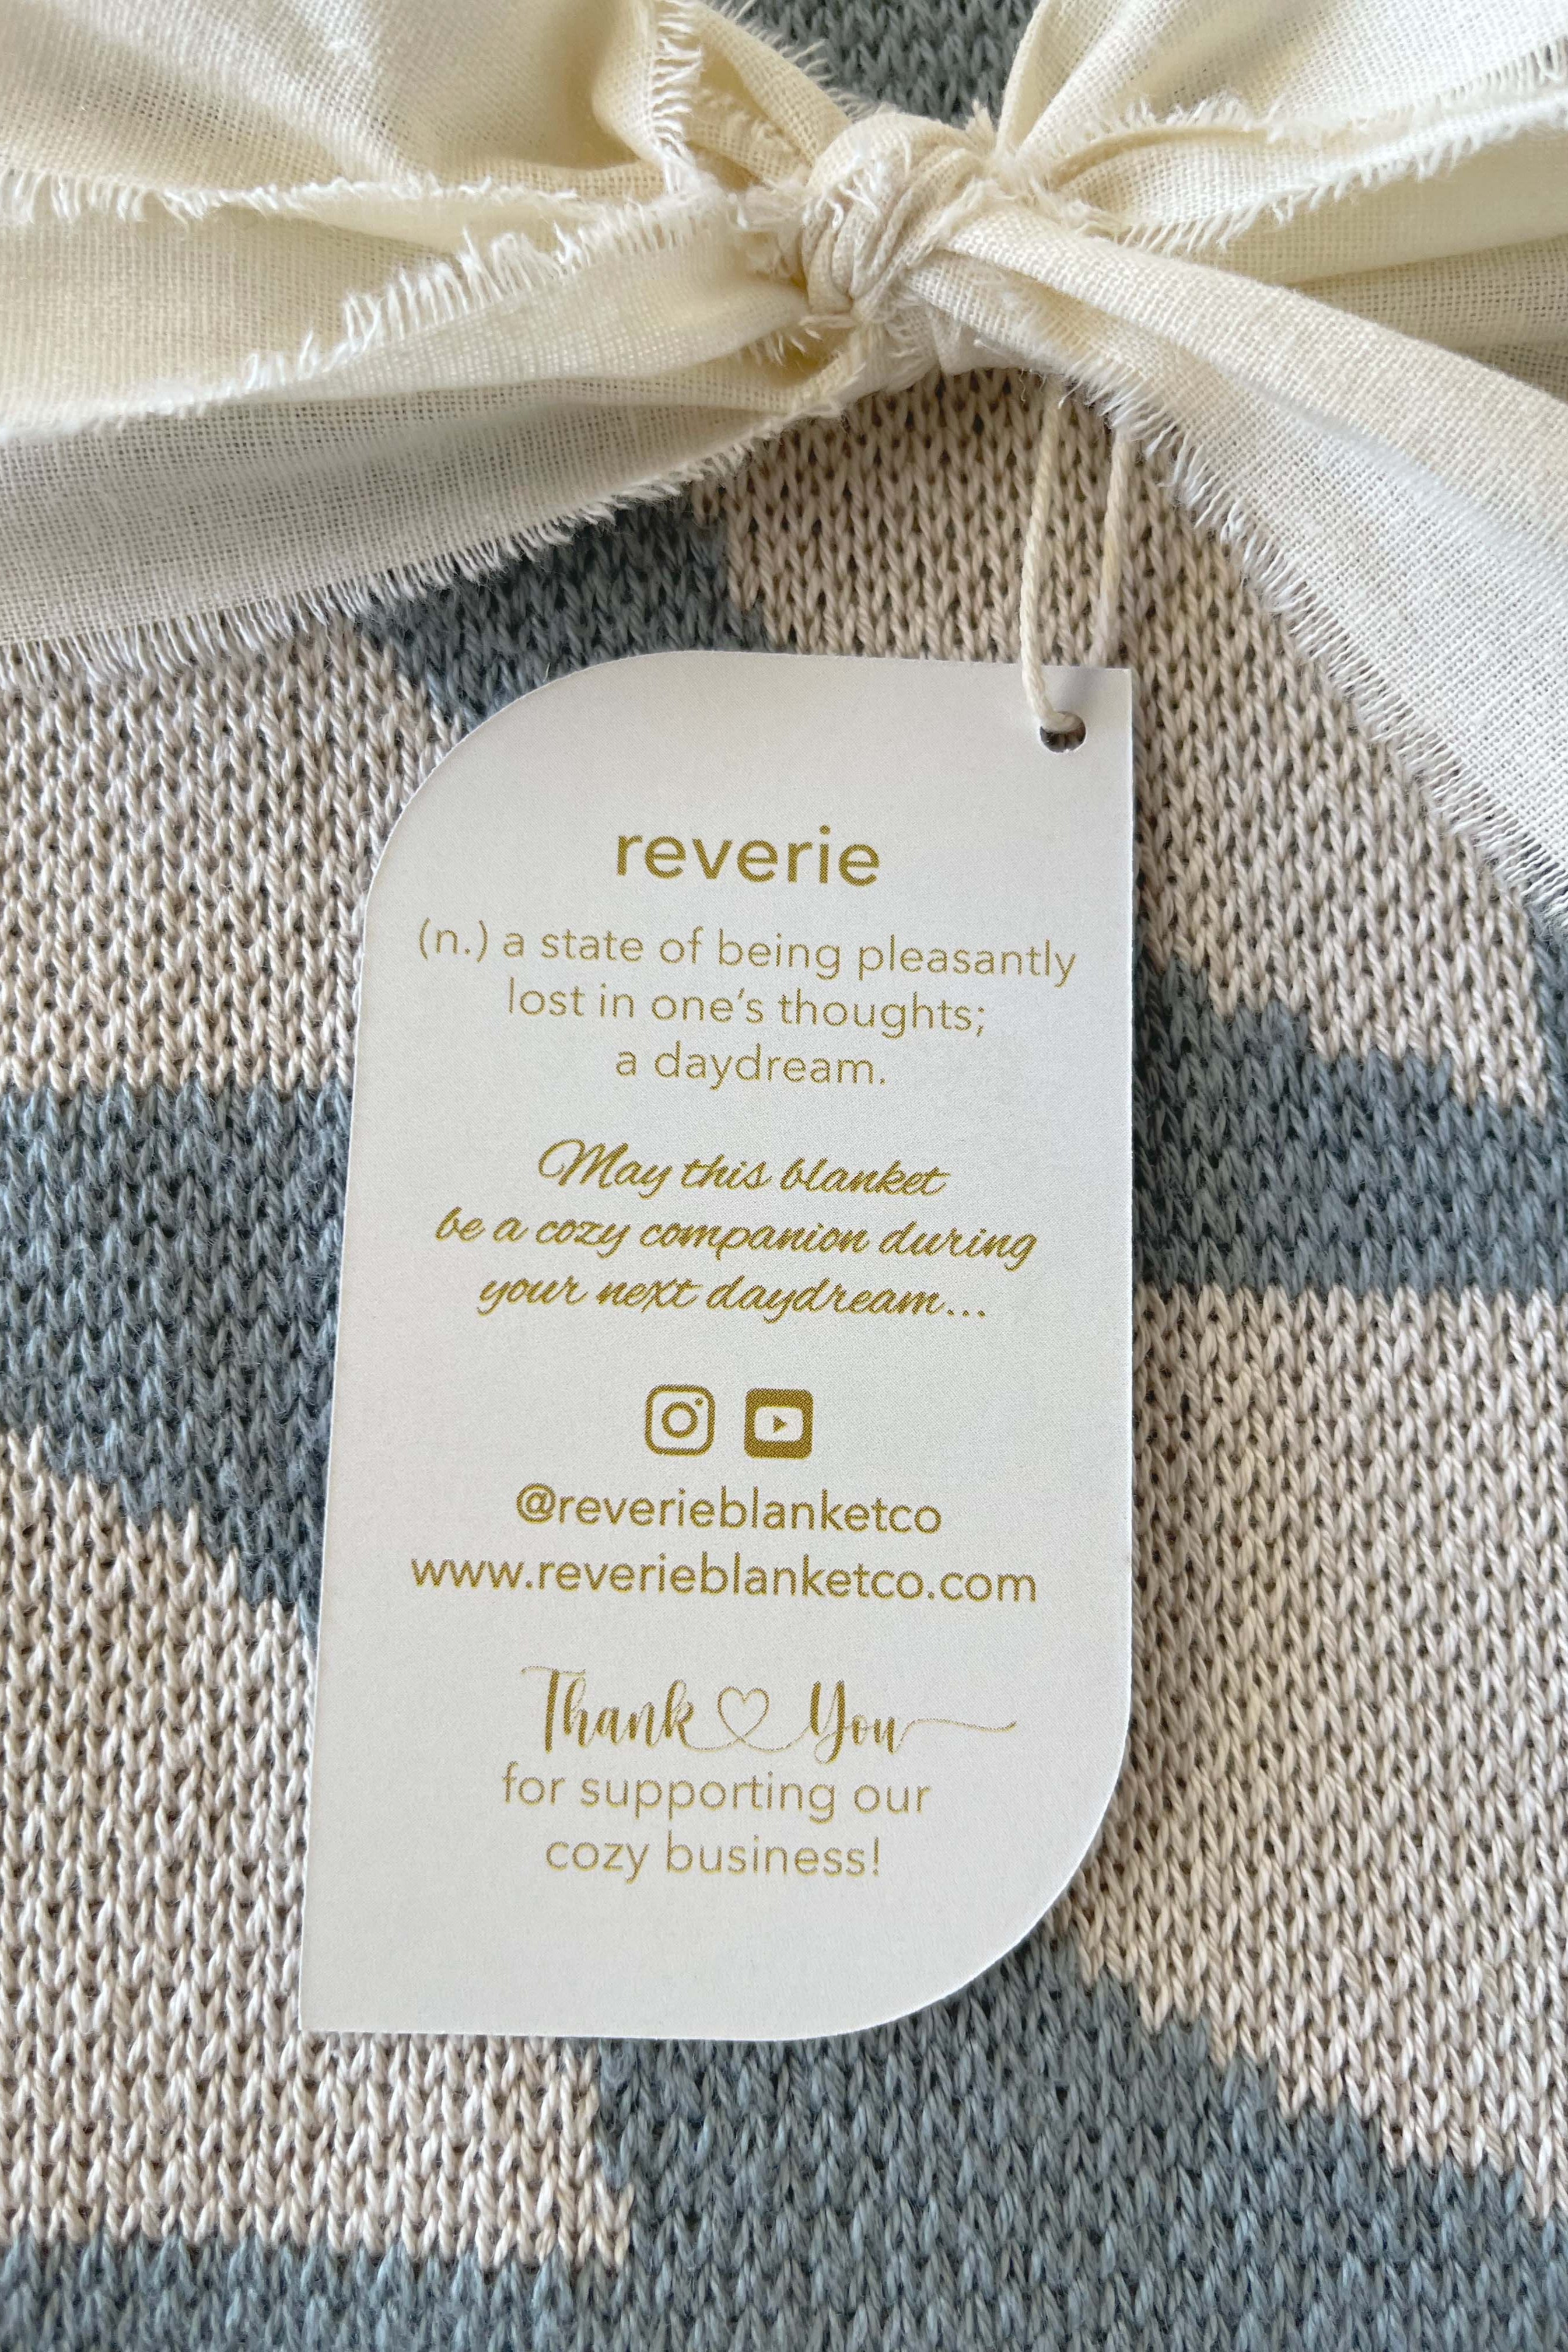 reverie
(n.) a state of being pleasantly
lost in one's thoughts;
a daydream.
May this blanket
be a cozy companion during
your next daydream...
@reverieblanketco
www.reverieblanketco.com
Thank You
for supporting our
cozy business!